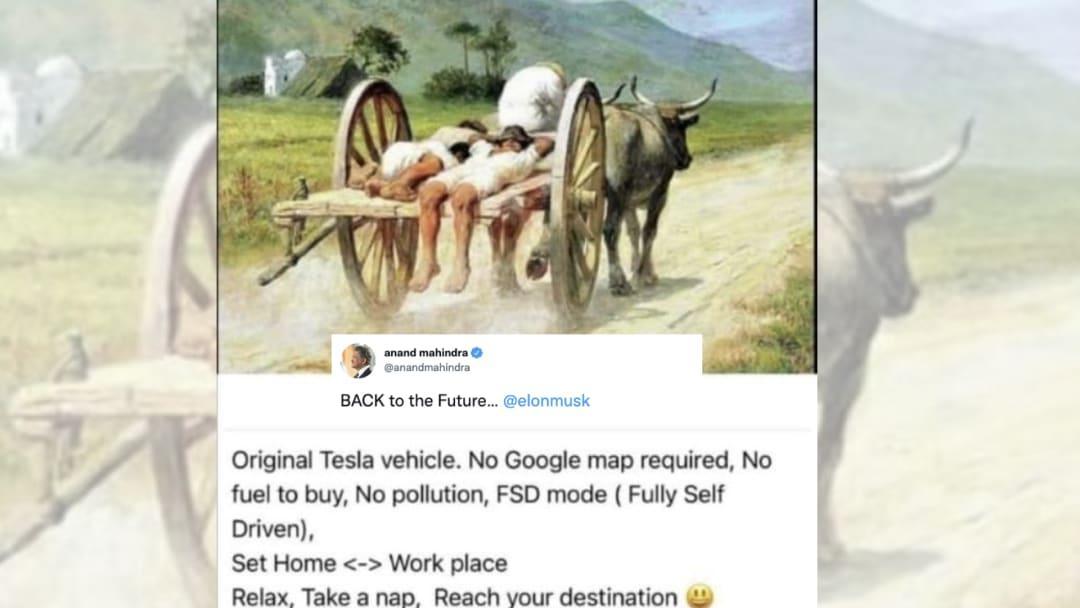 anand mahindra
@anandmahindra
BACK to the Future... @elonmusk
Original Tesla vehicle. No Google map required, No
fuel to buy, No pollution, FSD mode ( Fully Self
Driven),
Set Home <-> Work place
Relax, Take a nap, Reach your destination 😃